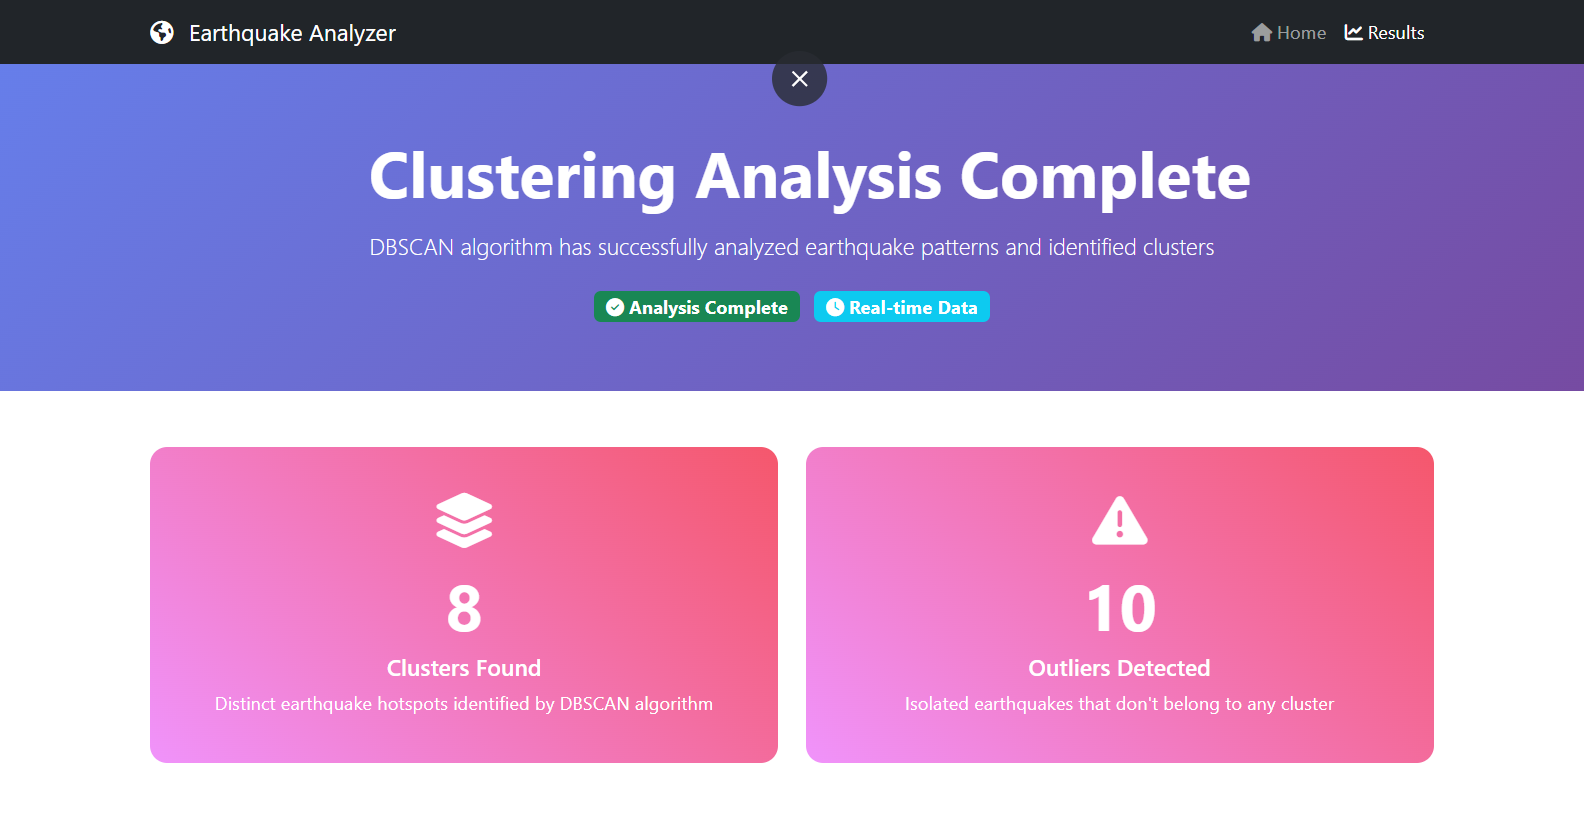 Earthquake Analyzer
Home
Results
Clustering Analysis Complete
DBSCAN algorithm has successfully analyzed earthquake patterns and identified clusters
Analysis Complete
Real-time Data
8
Clusters Found
Distinct earthquake hotspots identified by DBSCAN algorithm
10
Outliers Detected
Isolated earthquakes that don't belong to any cluster